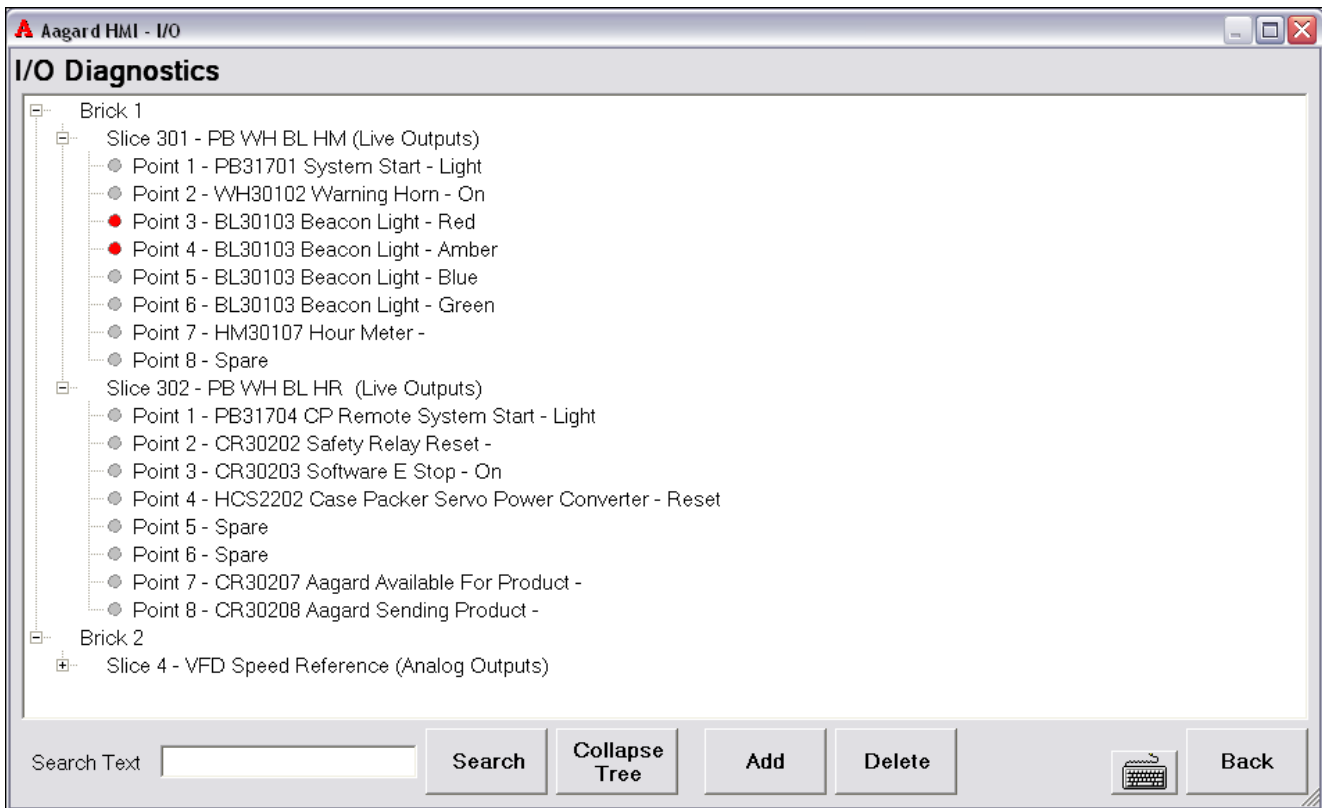 Aagard HMI - I/O
I/O Diagnostics
Brick 1
Slice 301 - PB WH BL HM (Live Outputs)
Point 1 - PB31701 System Start - Light
Point 2 - WH30102 Warning Horn - On
Point 3 - BL30103 Beacon Light - Red
Point 4 - BL30103 Beacon Light - Amber
Point 5 - BL30103 Beacon Light - Blue
Point 6 - BL30103 Beacon Light - Green
Point 7 - HM30107 Hour Meter -
Point 8 - Spare
Slice 302 - PB WH BL HR (Live Outputs)
Point 1 - PB31704 CP Remote System Start - Light
Point 2 - CR30202 Safety Relay Reset -
Point 3 - CR30203 Software E Stop - On
Point 4 - HCS2202 Case Packer Servo Power Converter - Reset
Point 5 - Spare
Point 6 - Spare
Point 7 - CR30207 Aagard Available For Product -
Point 8 - CR30208 Aagard Sending Product -
Brick 2
Slice 4 - VFD Speed Reference (Analog Outputs)
Search Text
Search
Collapse
Tree
Add
Delete
Back